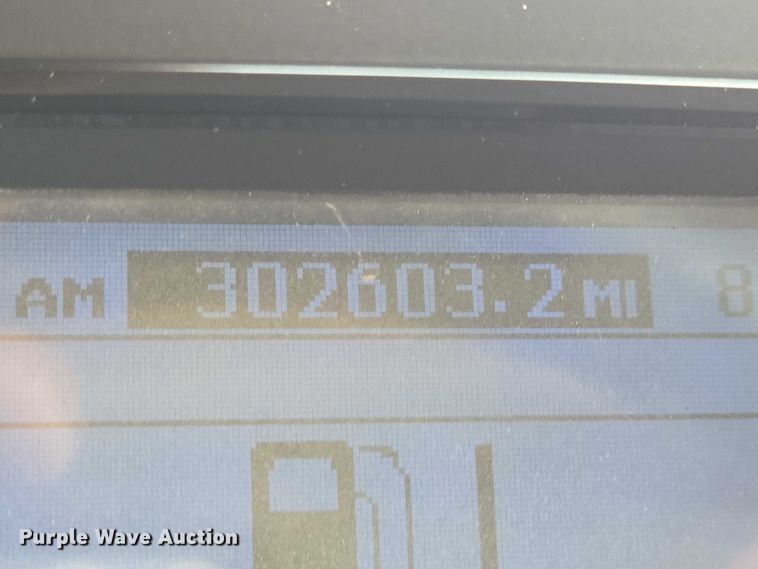 AM 302603.2 MI 8
Purple Wave Auction